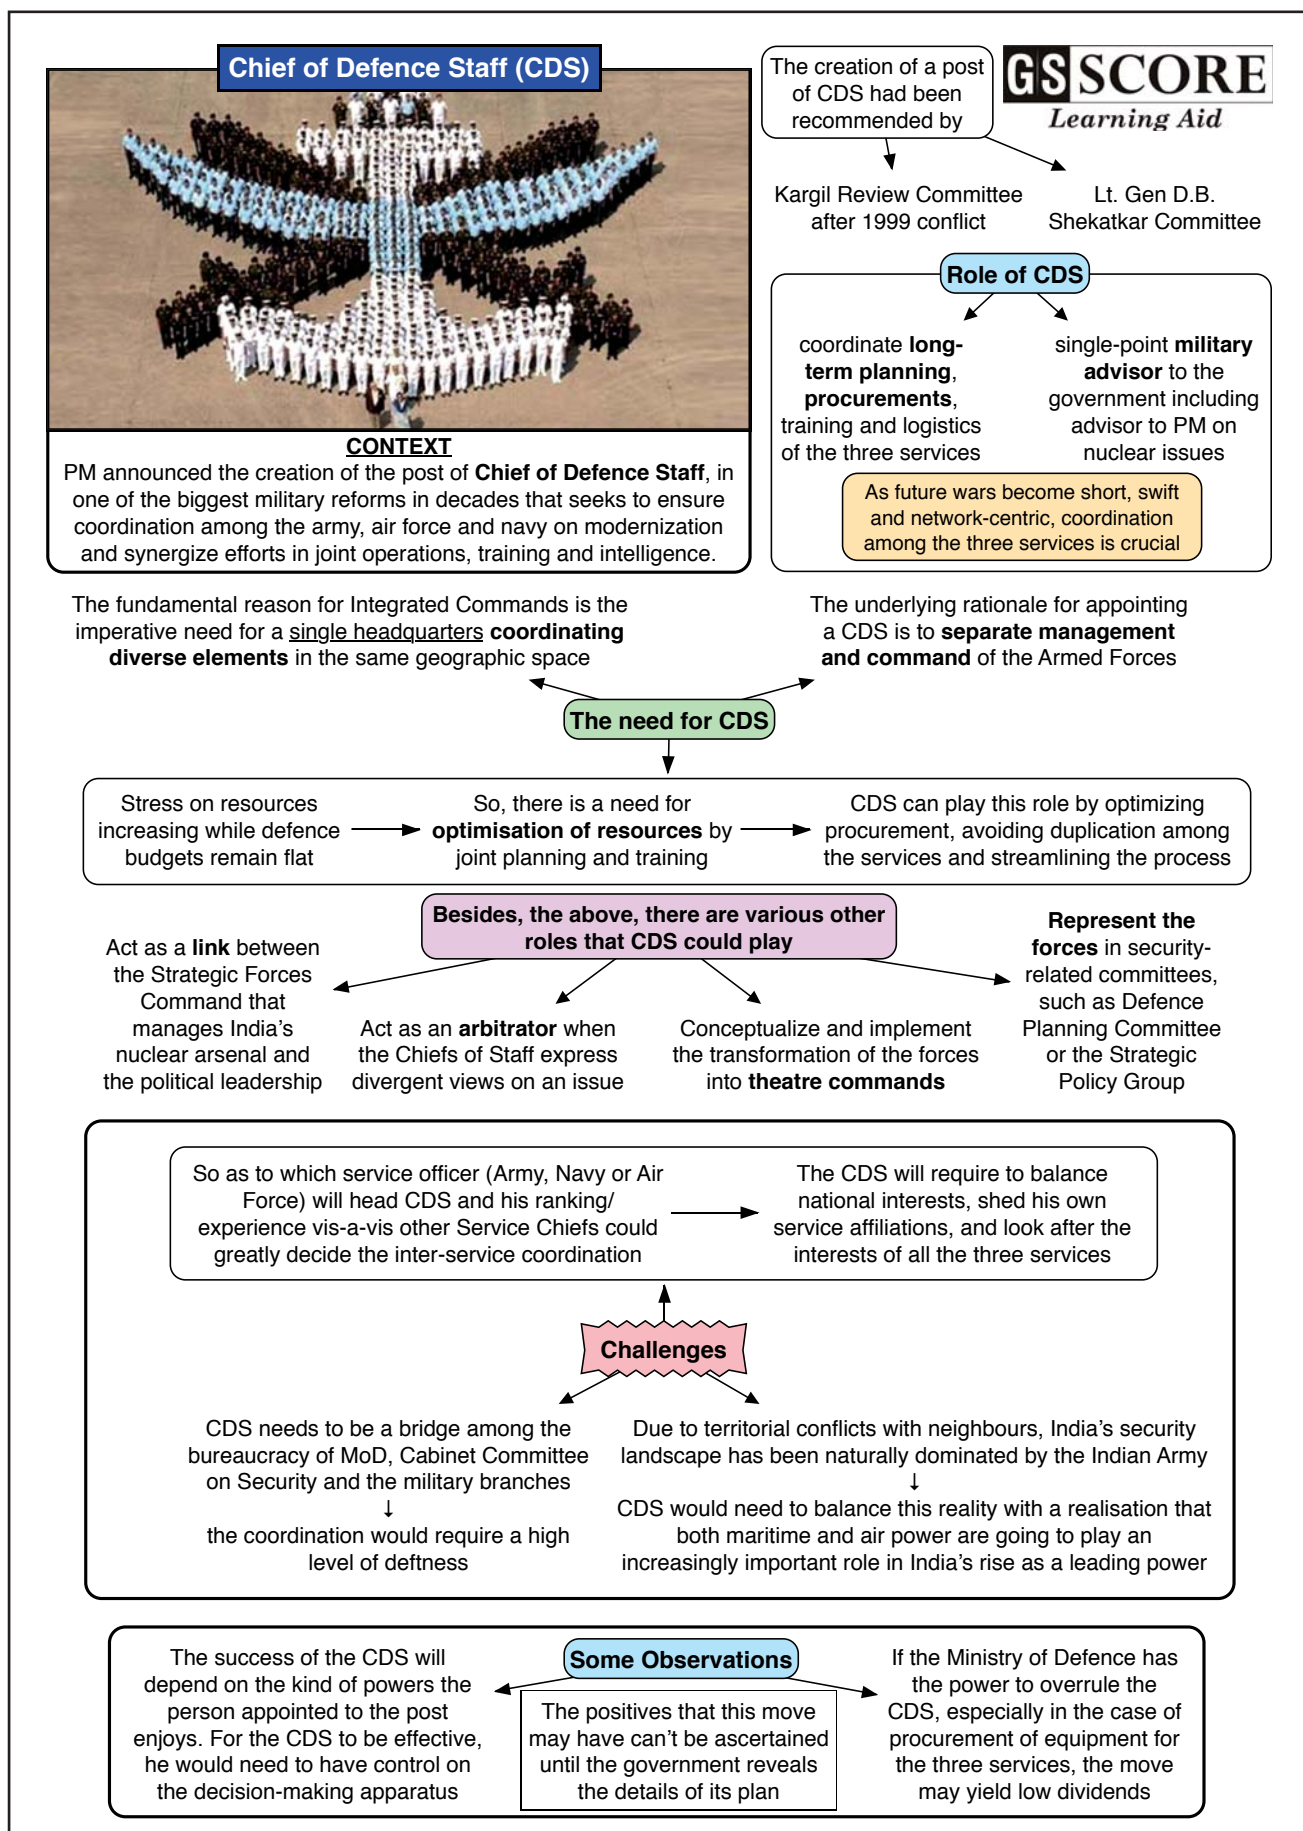 Chief of Defence Staff (CDS)
CONTEXT
PM announced the creation of the post of Chief of Defence Staff, in
one of the biggest military reforms in decades that seeks to ensure
coordination among the army, air force and navy on modernization
and synergize efforts in joint operations, training and intelligence.
The creation of a post
of CDS had been
recommended by
GS SCORE
Learning Aid
Kargil Review Committee
after 1999 conflict
Lt. Gen D.B.
Shekatkar Committee
Role of CDS
coordinate long-
term planning,
procurements,
training and logistics
of the three services
single-point military
advisor to the
government including
advisor to PM on
nuclear issues
As future wars become short, swift
and network-centric, coordination
among the three services is crucial
The fundamental reason for Integrated Commands is the
imperative need for a single headquarters coordinating
diverse elements in the same geographic space
The underlying rationale for appointing
a CDS is to separate management
and command of the Armed Forces
The need for CDS
Stress on resources
increasing while defence
budgets remain flat
So, there is a need for
optimisation of resources by
joint planning and training
CDS can play this role by optimizing
procurement, avoiding duplication among
the services and streamlining the process
Besides, the above, there are various other
roles that CDS could play
Act as a link between
the Strategic Forces
Command that
manages India's
nuclear arsenal and
the political leadership
Act as an arbitrator when
the Chiefs of Staff express
divergent views on an issue
Conceptualize and implement
the transformation of the forces
into theatre commands
Represent the
forces in security-
related committees,
such as Defence
Planning Committee
or the Strategic
Policy Group
So as to which service officer (Army, Navy or Air
Force) will head CDS and his ranking/
experience vis-a-vis other Service Chiefs could
greatly decide the inter-service coordination
The CDS will require to balance
national interests, shed his own
service affiliations, and look after the
interests of all the three services
Challenges
CDS needs to be a bridge among the
bureaucracy of MoD, Cabinet Committee
on Security and the military branches
↓
the coordination would require a high
level of deftness
Due to territorial conflicts with neighbours, India's security
landscape has been naturally dominated by the Indian Army
↓
CDS would need to balance this reality with a realisation that
both maritime and air power are going to play an
increasingly important role in India's rise as a leading power
Some Observations
The success of the CDS will
depend on the kind of powers the
person appointed to the post
enjoys. For the CDS to be effective,
he would need to have control on
the decision-making apparatus
The positives that this move
may have can't be ascertained
until the government reveals
the details of its plan
If the Ministry of Defence has
the power to overrule the
CDS, especially in the case of
procurement of equipment for
the three services, the move
may yield low dividends